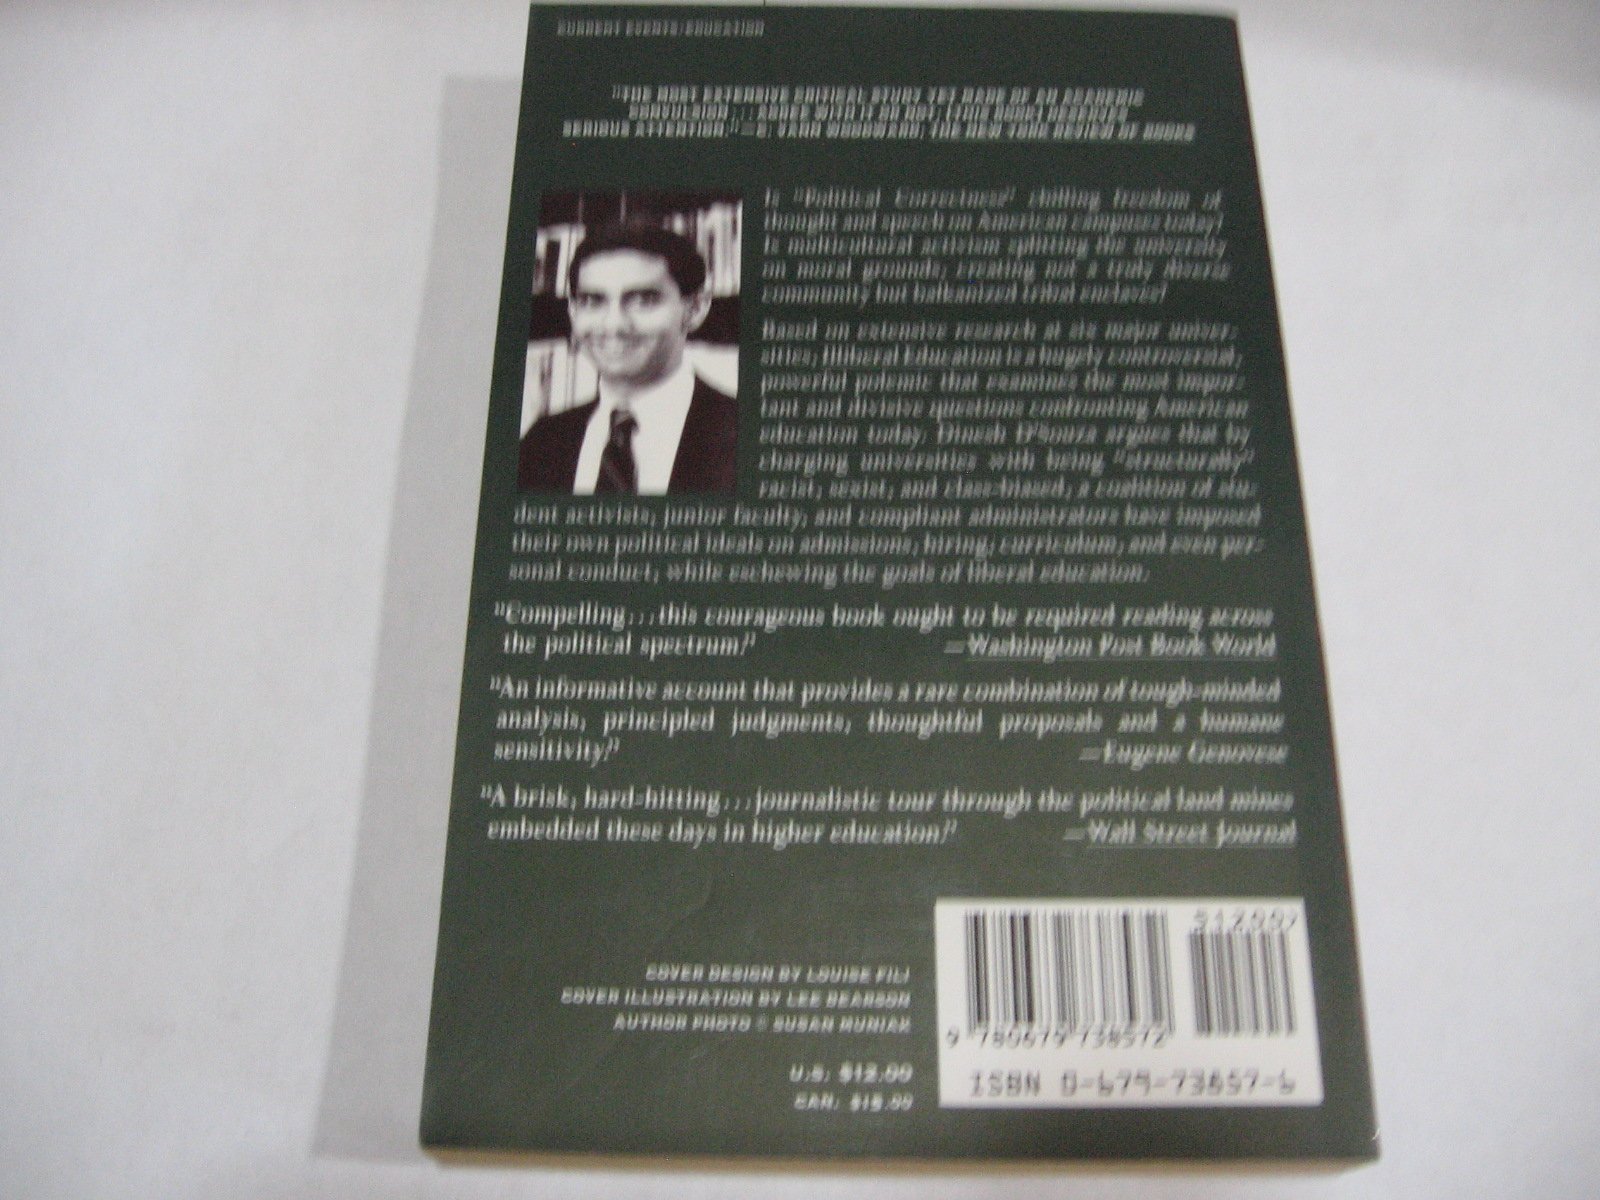 CURRENT EVENTS/EDUCATION
"THE MOST EXTENSIVE CRITICAL STUDY YET MADE OF AN ACADEMIC
CONVULSION... AGREE WITH IT OR NOT, [THE BOOK] DESERVES
SERIOUS ATTENTION."—C. VANN WOODWARD, THE NEW YORK REVIEW OF BOOKS
Is "Political Correctness" chilling freedom of
thought and speech on American campuses today?
Is multicultural activism splitting the university
on moral grounds, creating not a truly diverse
community but balkanized tribal enclaves?
Based on extensive research at six major univer-
sities, Illiberal Education is a hugely controversial,
powerful polemic that examines the most impor-
tant and divisive questions confronting American
education today. Dinesh D'Souza argues that by
charging universities with being "structurally"
racist, sexist, and class-biased, a coalition of stu-
dent activists, junior faculty, and compliant administrators have imposed
their own political ideals on admissions, hiring, curriculum, and even per-
sonal conduct, while eschewing the goals of liberal education.
"Compelling...this courageous book ought to be required reading across
the political spectrum." —Washington Post Book World
"An informative account that provides a rare combination of tough-minded
analysis, principled judgments, thoughtful proposals and a humane
sensitivity." —Eugene Genovese
"A brisk, hard-hitting...journalistic tour through the political land mines
embedded these days in higher education." —Wall Street Journal
COVER DESIGN BY LOUISE FILI
COVER ILLUSTRATION BY LEE
AUTHOR PHOTO © SUSAN MUNIAK
U.S. $12.00
CAN.
51200
9 780679 738572
ISBN 0-679-73857-6